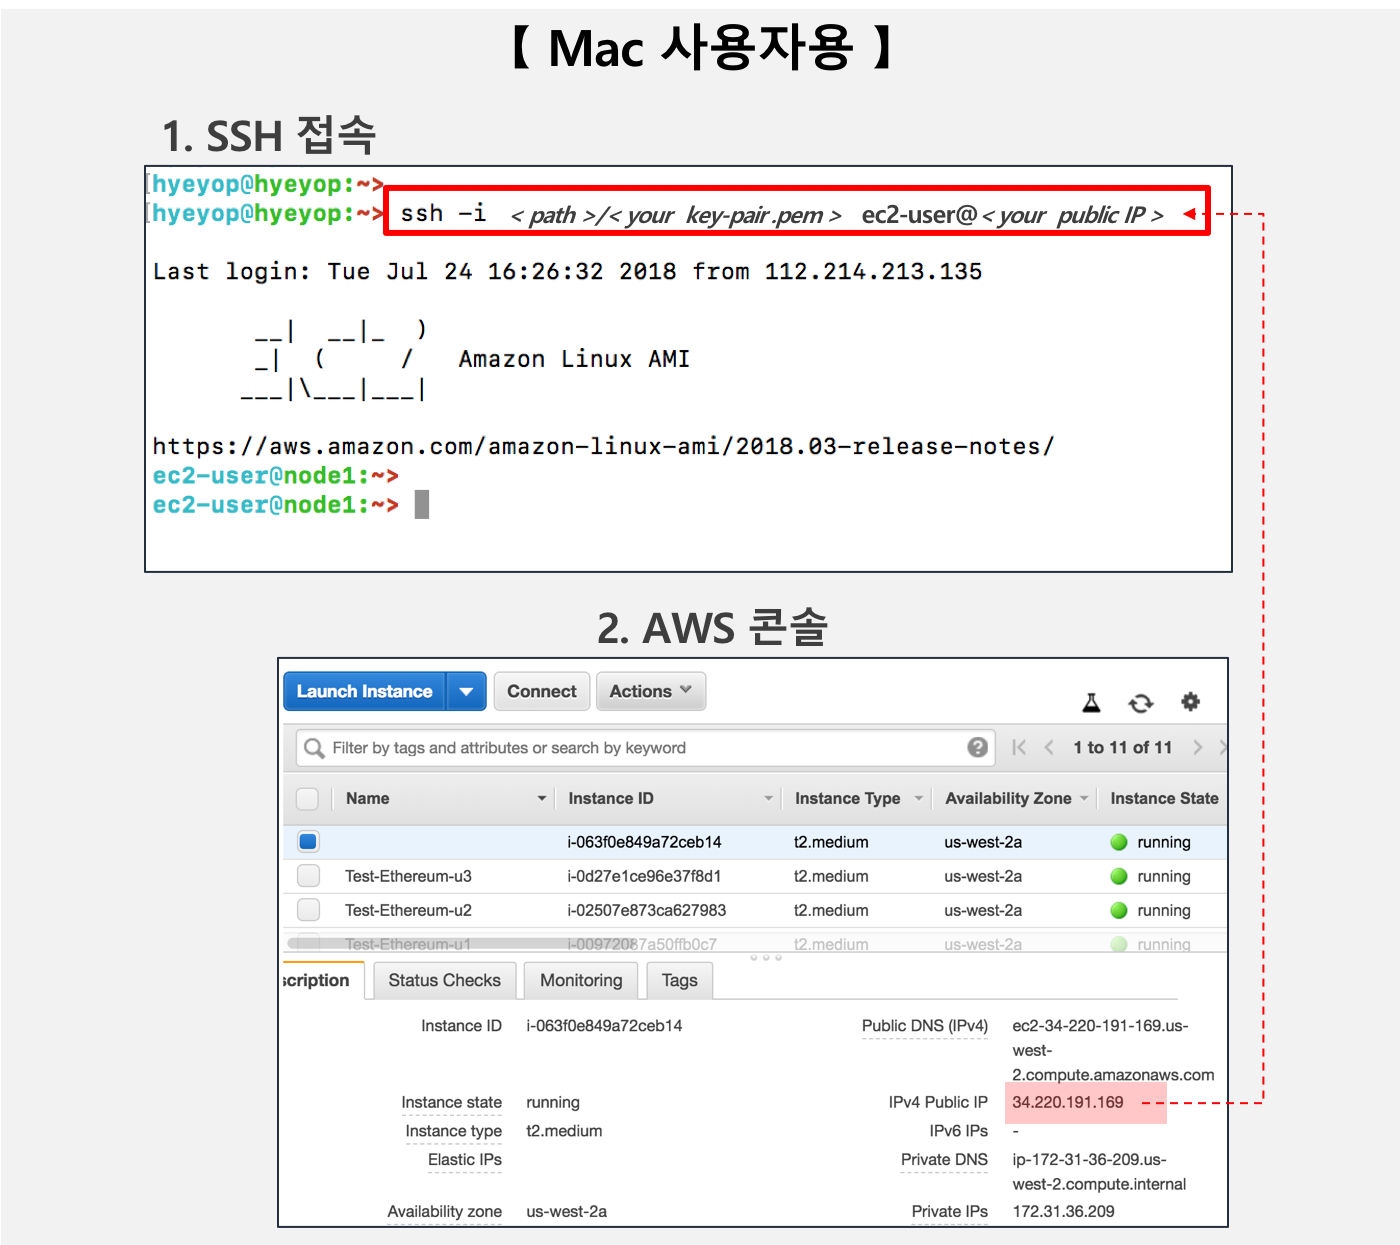 【 Mac 사용자용 】
1. SSH 접속
[hyeyop@hyeyop:~>
[hyeyop@hyeyop:~> ssh -i < path >/< your key-pair.pem > ec2-user@< your public IP >
Last login: Tue Jul 24 16:26:32 2018 from 112.214.213.135
__|  __|_  )
_|  (     /   Amazon Linux AMI
___|\___|___|
https://aws.amazon.com/amazon-linux-ami/2018.03-release-notes/
ec2-user@node1:~>
ec2-user@node1:~>
2. AWS 콘솔
Launch Instance Connect Actions
Filter by tags and attributes or search by keyword ? 1 to 11 of 11
Name Instance ID Instance Type Availability Zone Instance State
i-063f0e849a72ceb14 t2.medium us-west-2a running
Test-Ethereum-u3 i-0d27e1ce96e37f8d1 t2.medium us-west-2a running
Test-Ethereum-u2 i-02507e873ca627983 t2.medium us-west-2a running
Test-Ethereum-u1 i-00972087a50ffb0c7 t2.medium us-west-2a running
scription Status Checks Monitoring Tags
Instance ID i-063f0e849a72ceb14 Public DNS (IPv4) ec2-34-220-191-169.us-
west-
2.compute.amazonaws.com
Instance state running IPv4 Public IP 34.220.191.169
Instance type t2.medium IPv6 IPs -
Elastic IPs Private DNS ip-172-31-36-209.us-
west-2.compute.internal
Availability zone us-west-2a Private IPs 172.31.36.209